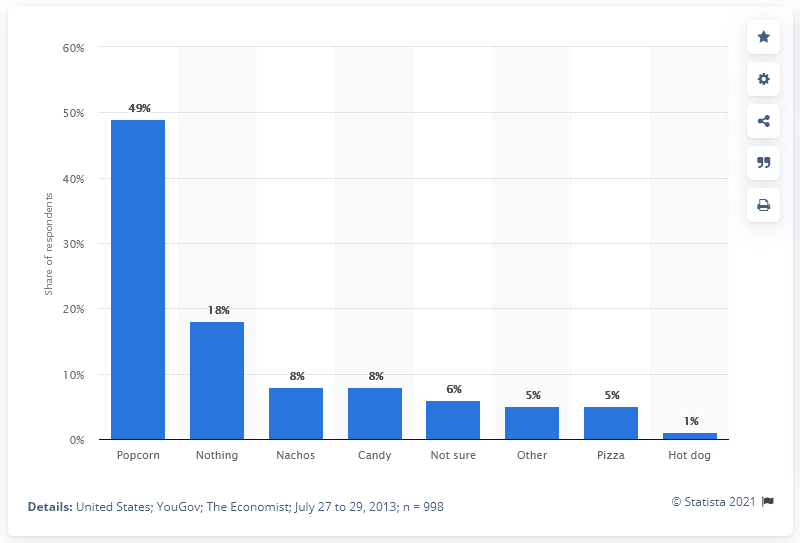 60%
50%
40%
30%
20%
10%
0%
Share of respondents
49%
18%
8%
8%
6%
5%
5%
1%
Popcorn
Nothing
Nachos
Candy
Not sure
Other
Pizza
Hot dog
Details: United States; YouGov; The Economist; July 27 to 29, 2013; n = 998
© Statista 2021